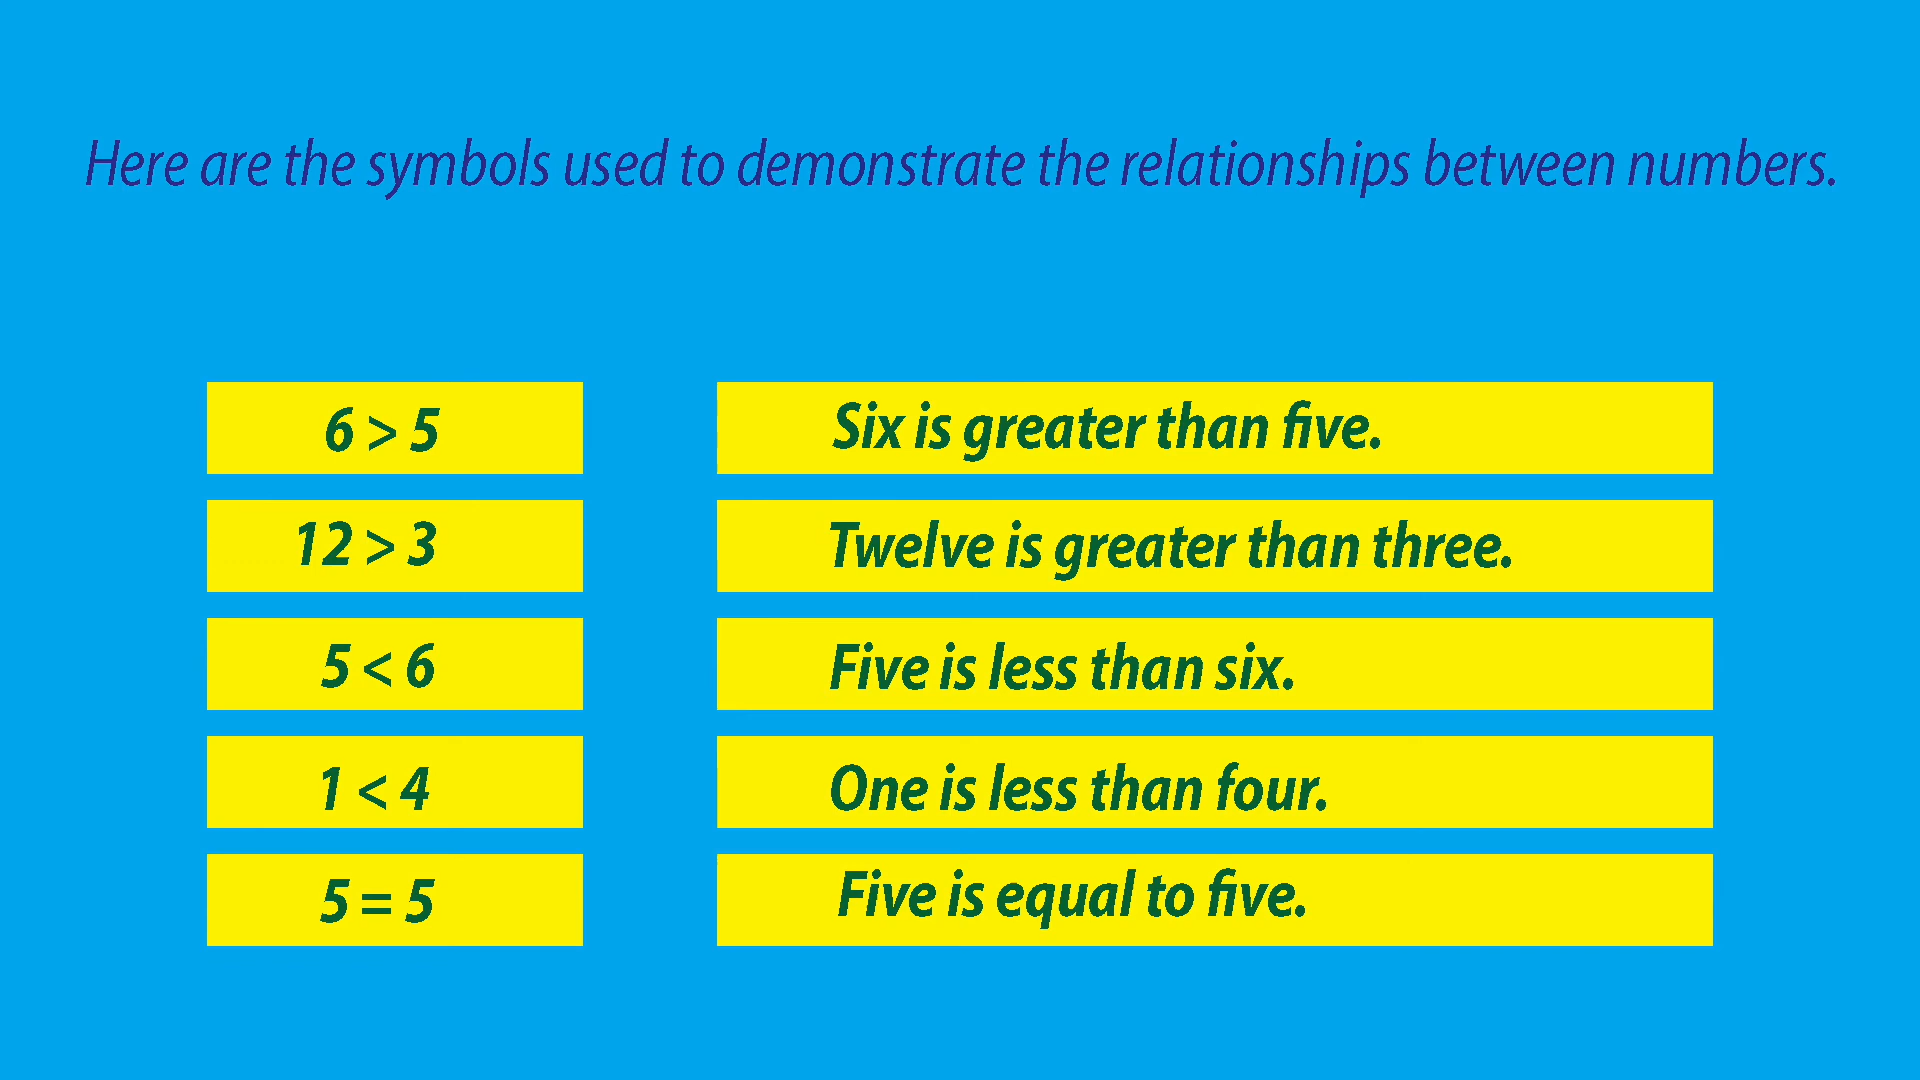 Here are the symbols used to demonstrate the relationships between numbers.
6 > 5 Six is greater than five.
12 > 3 Twelve is greater than three.
5 < 6 Five is less than six.
1 < 4 One is less than four.
5 = 5 Five is equal to five.